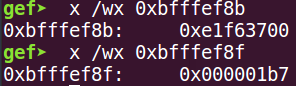 gef➤  x /wx 0xbfffef8b
0xbfffef8b:     0xe1f63700
gef➤  x /wx 0xbfffef8f
0xbfffef8f:     0x000001b7